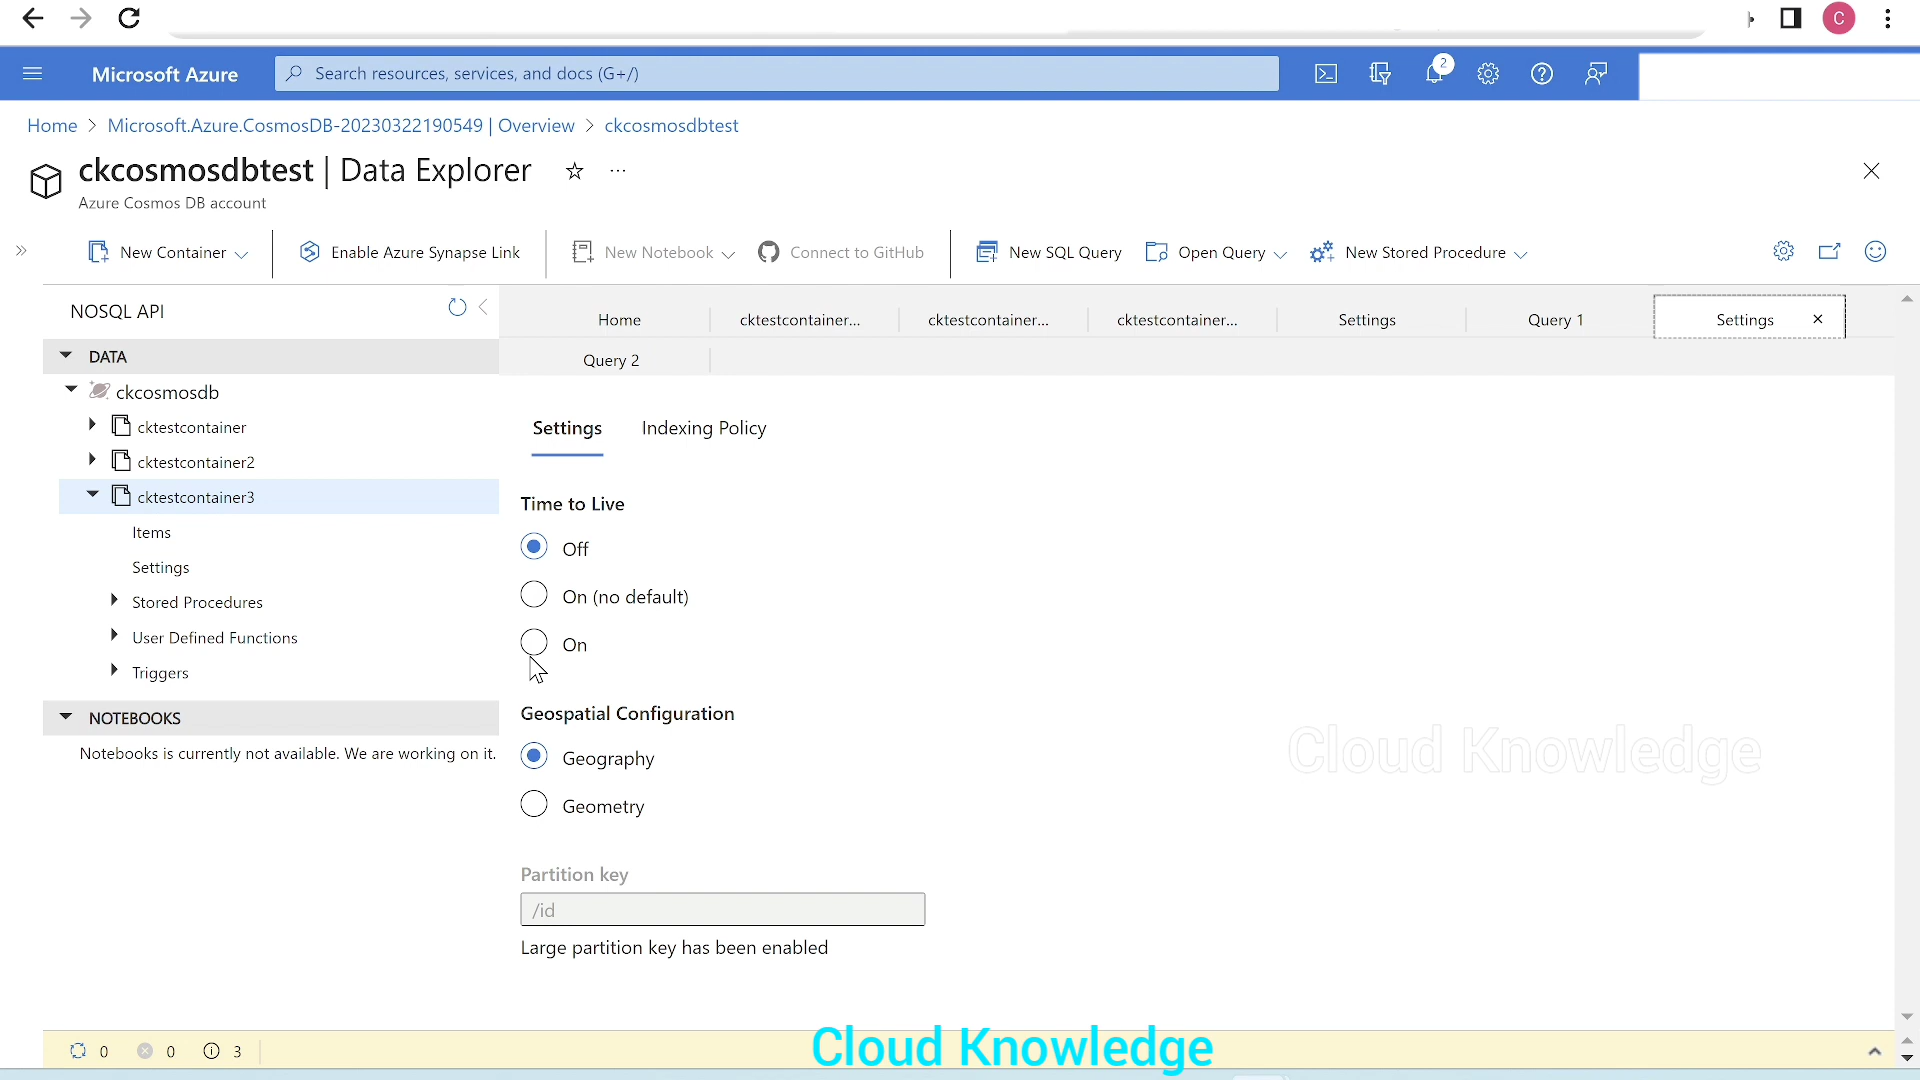 C
Microsoft Azure
Search resources, services, and docs (G+/)
2
Home > Microsoft.Azure.CosmosDB-20230322190549 | Overview > ckcosmosdbtest
ckcosmosdbtest | Data Explorer
Azure Cosmos DB account
New Container
Enable Azure Synapse Link
New Notebook
Connect to GitHub
New SQL Query
Open Query
New Stored Procedure
NOSQL API
DATA
ckcosmosdb
cktestcontainer
cktestcontainer2
cktestcontainer3
Items
Settings
Stored Procedures
User Defined Functions
Triggers
NOTEBOOKS
Notebooks is currently not available. We are working on it.
Home
cktestcontainer...
cktestcontainer...
cktestcontainer...
Settings
Query 1
Settings
Query 2
Settings
Indexing Policy
Time to Live
Off
On (no default)
On
Geospatial Configuration
Geography
Geometry
Partition key
/id
Large partition key has been enabled
Cloud Knowledge
0
0
3
Cloud Knowledge